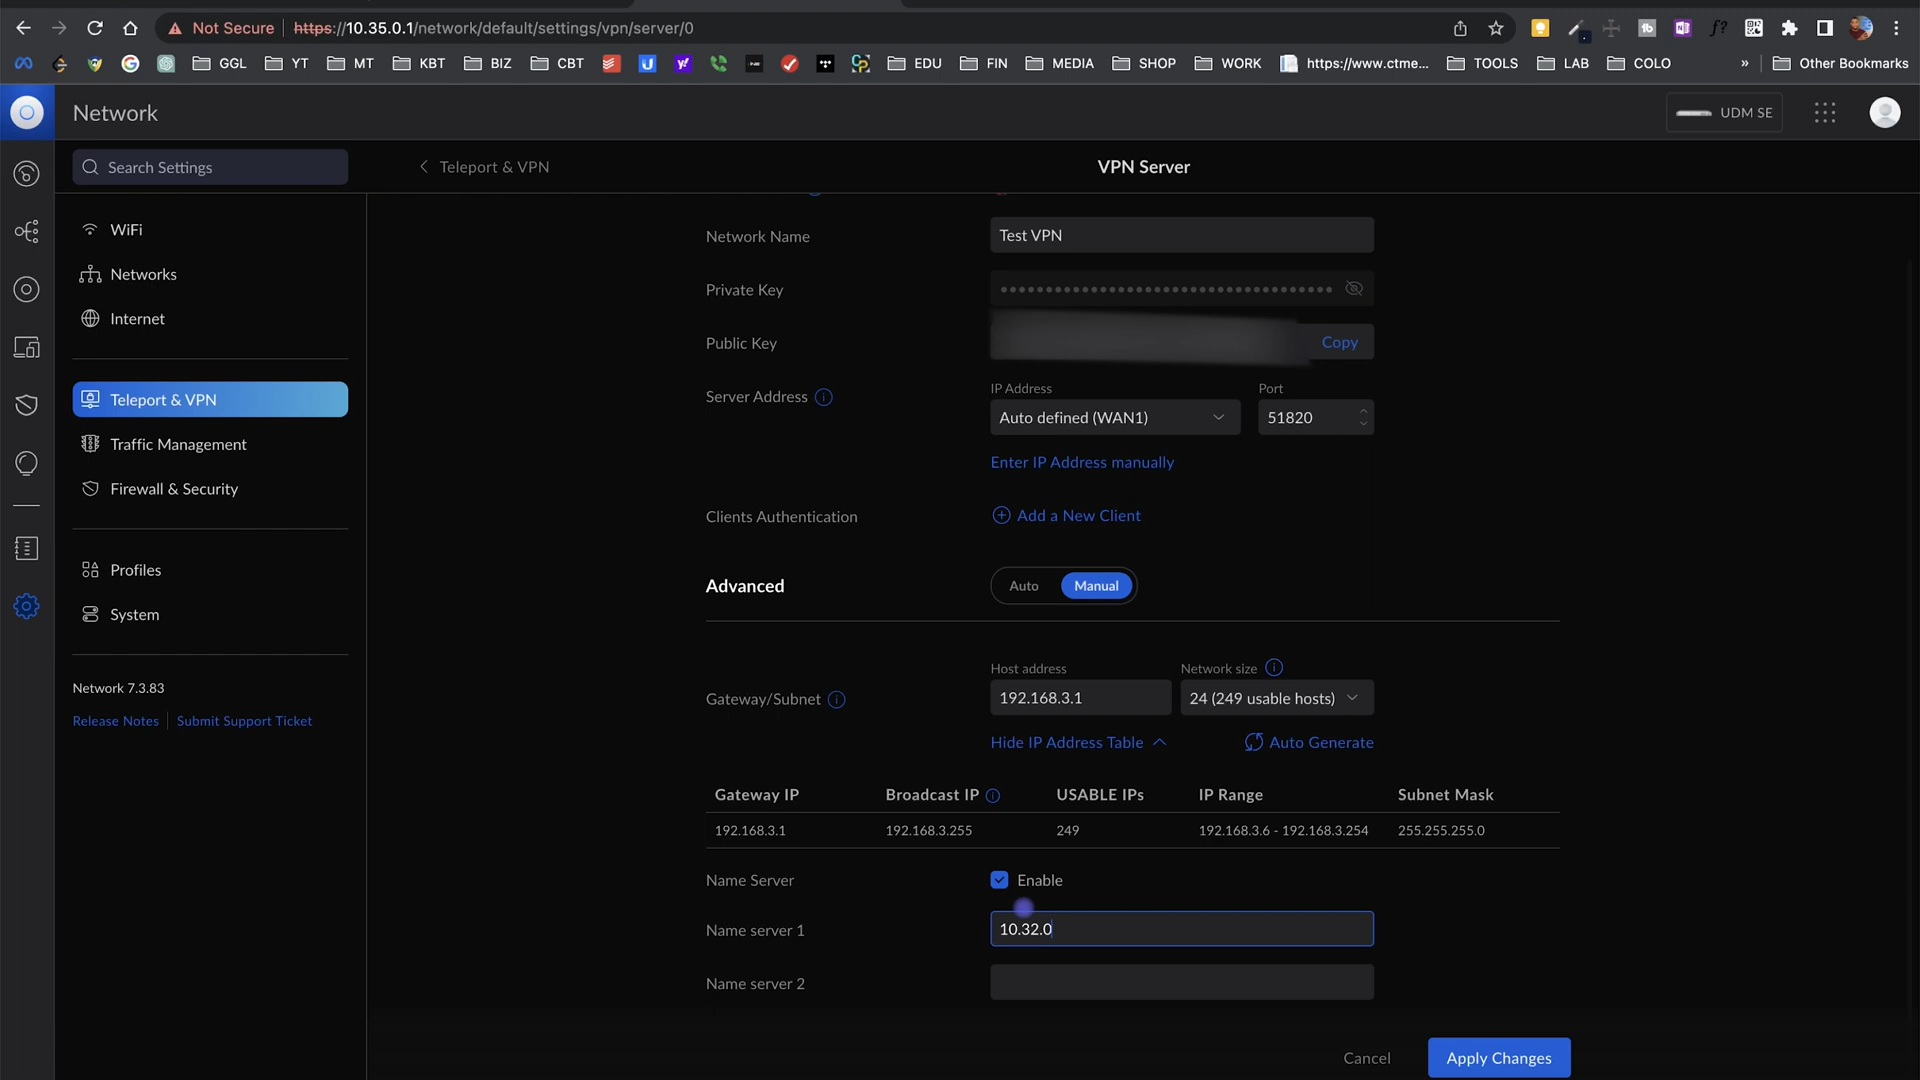 Not Secure
https://10.35.0.1/network/default/settings/vpn/server/0
GGL
YT
MT
KBT
BIZ
CBT
EDU
FIN
MEDIA
SHOP
WORK
https://www.ctme...
TOOLS
LAB
COLO
»
Other Bookmarks
Network
UDM SE
Search Settings
Teleport & VPN
VPN Server
WiFi
Networks
Internet
Teleport & VPN
Traffic Management
Firewall & Security
Profiles
System
Network 7.3.83
Release Notes
Submit Support Ticket
Network Name
Test VPN
Private Key
Public Key
Copy
Server Address
IP Address
Port
Auto defined (WAN1)
51820
Enter IP Address manually
Clients Authentication
Add a New Client
Advanced
Auto
Manual
Host address
Network size
Gateway/Subnet
192.168.3.1
24 (249 usable hosts)
Hide IP Address Table
Auto Generate
Gateway IP
Broadcast IP
USABLE IPs
IP Range
Subnet Mask
192.168.3.1
192.168.3.255
249
192.168.3.6 - 192.168.3.254
255.255.255.0
Name Server
Enable
Name server 1
10.32.0
Name server 2
Cancel
Apply Changes